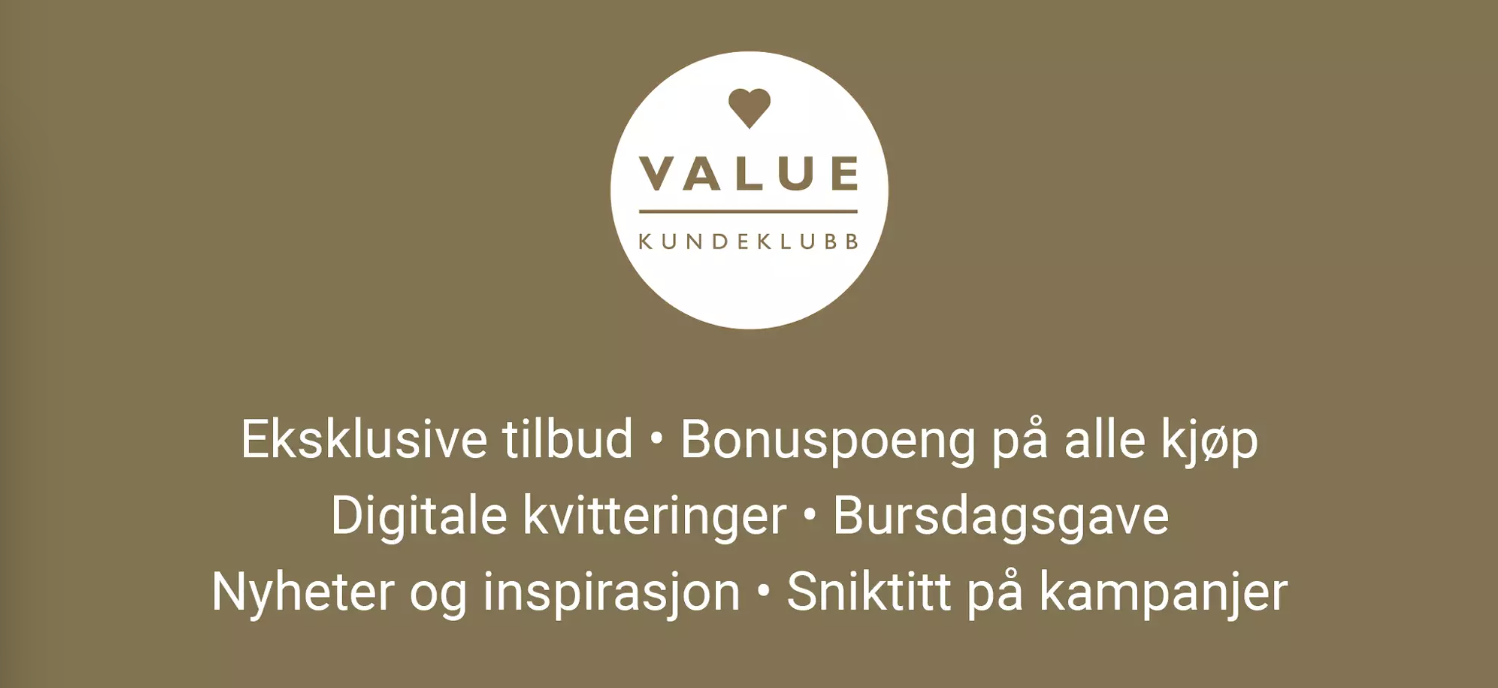 VALUE
KUNDEKLUBB
Eksklusive tilbud • Bonuspoeng på alle kjøp
Digitale kvitteringer • Bursdagsgave
Nyheter og inspirasjon • Sniktitt på kampanjer